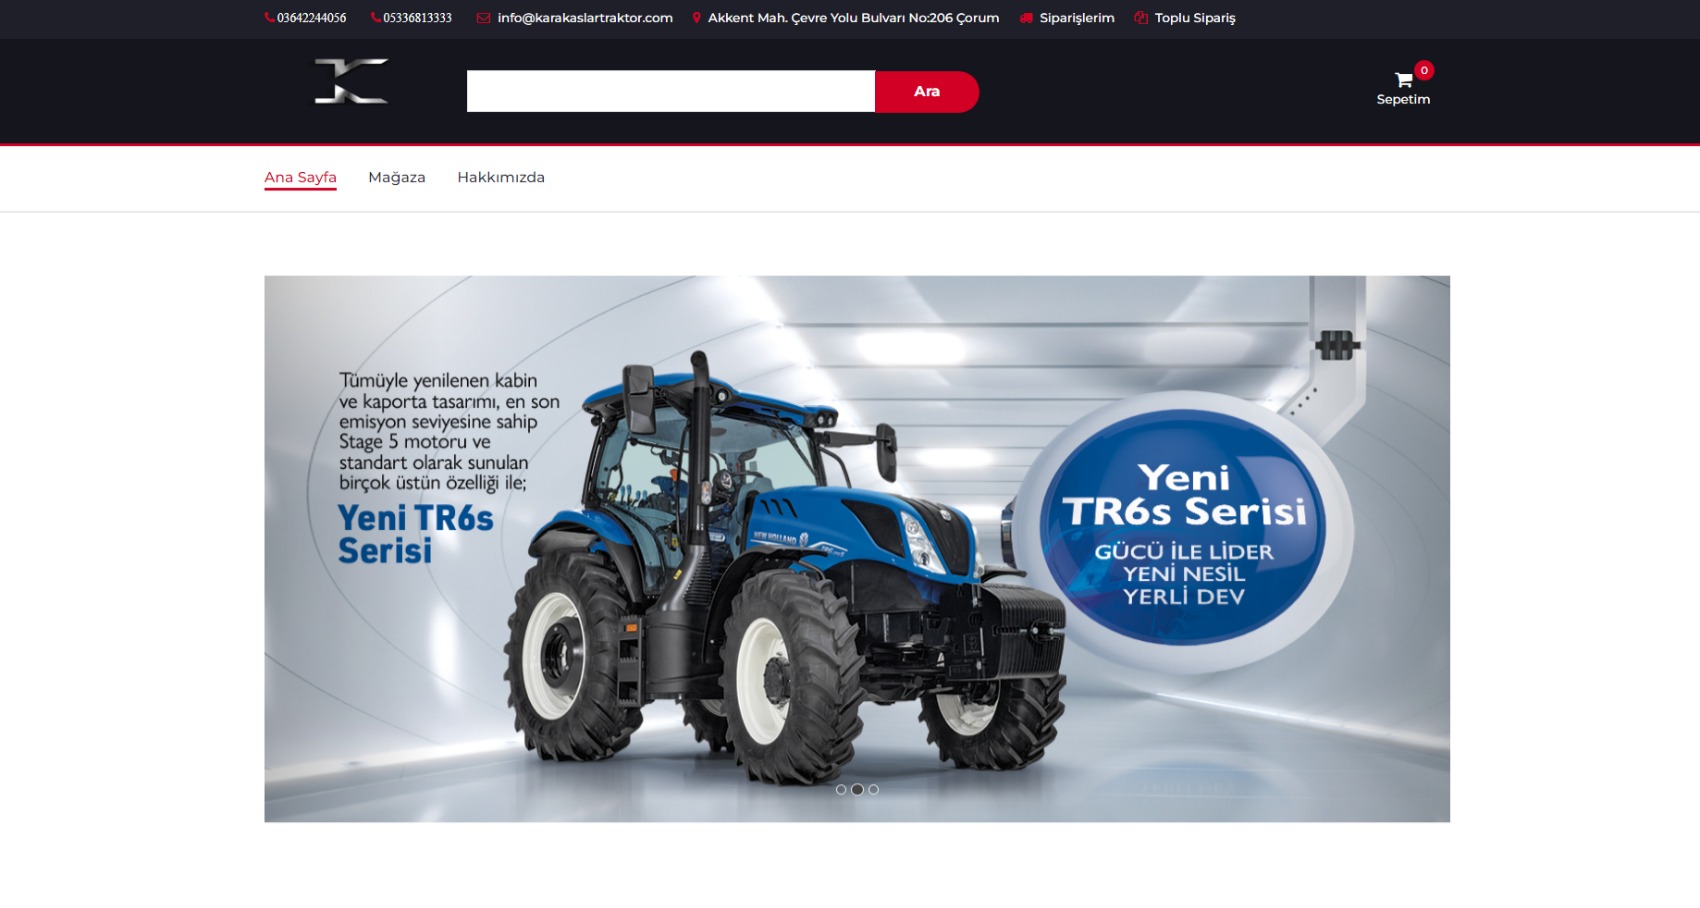 03642244056 05336813333 info@karakaslartraktor.com Akkent Mah. Çevre Yolu Bulvarı No:206 Çorum Siparişlerim Toplu Sipariş
Ara
0
Sepetim
Ana Sayfa Mağaza Hakkımızda
Tümüyle yenilenen kabin
ve kaporta tasarımı, en son
emisyon seviyesine sahip
Stage 5 motoru ve
standart olarak sunulan
birçok üstün özelliği ile;
Yeni TR6s
Serisi
NEW HOLLAND
Yeni
TR6s Serisi
GÜCÜ İLE LİDER
YENİ NESİL
YERLİ DEV